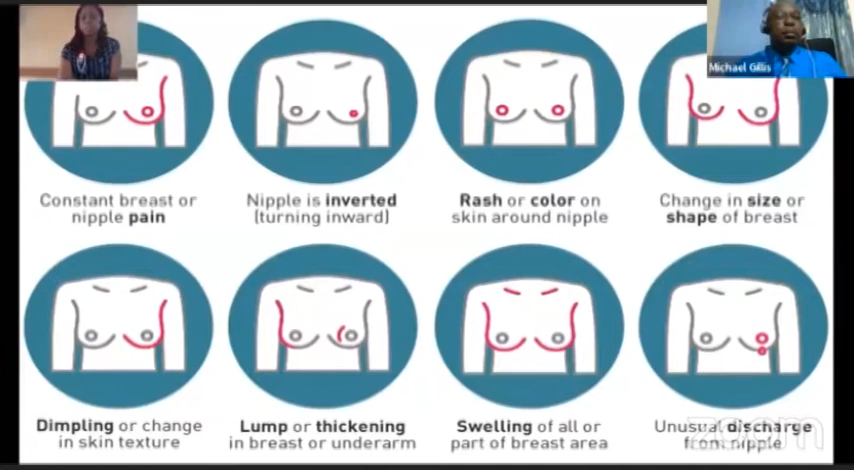 Michael Gillis
Constant breast or
nipple pain
Nipple is inverted
(turning inward)
Rash or color on
skin around nipple
Change in size or
shape of breast
Dimpling or change
in skin texture
Lump or thickening
in breast or underarm
Swelling of all or
part of breast area
Unusual discharge
from nipple
zoom